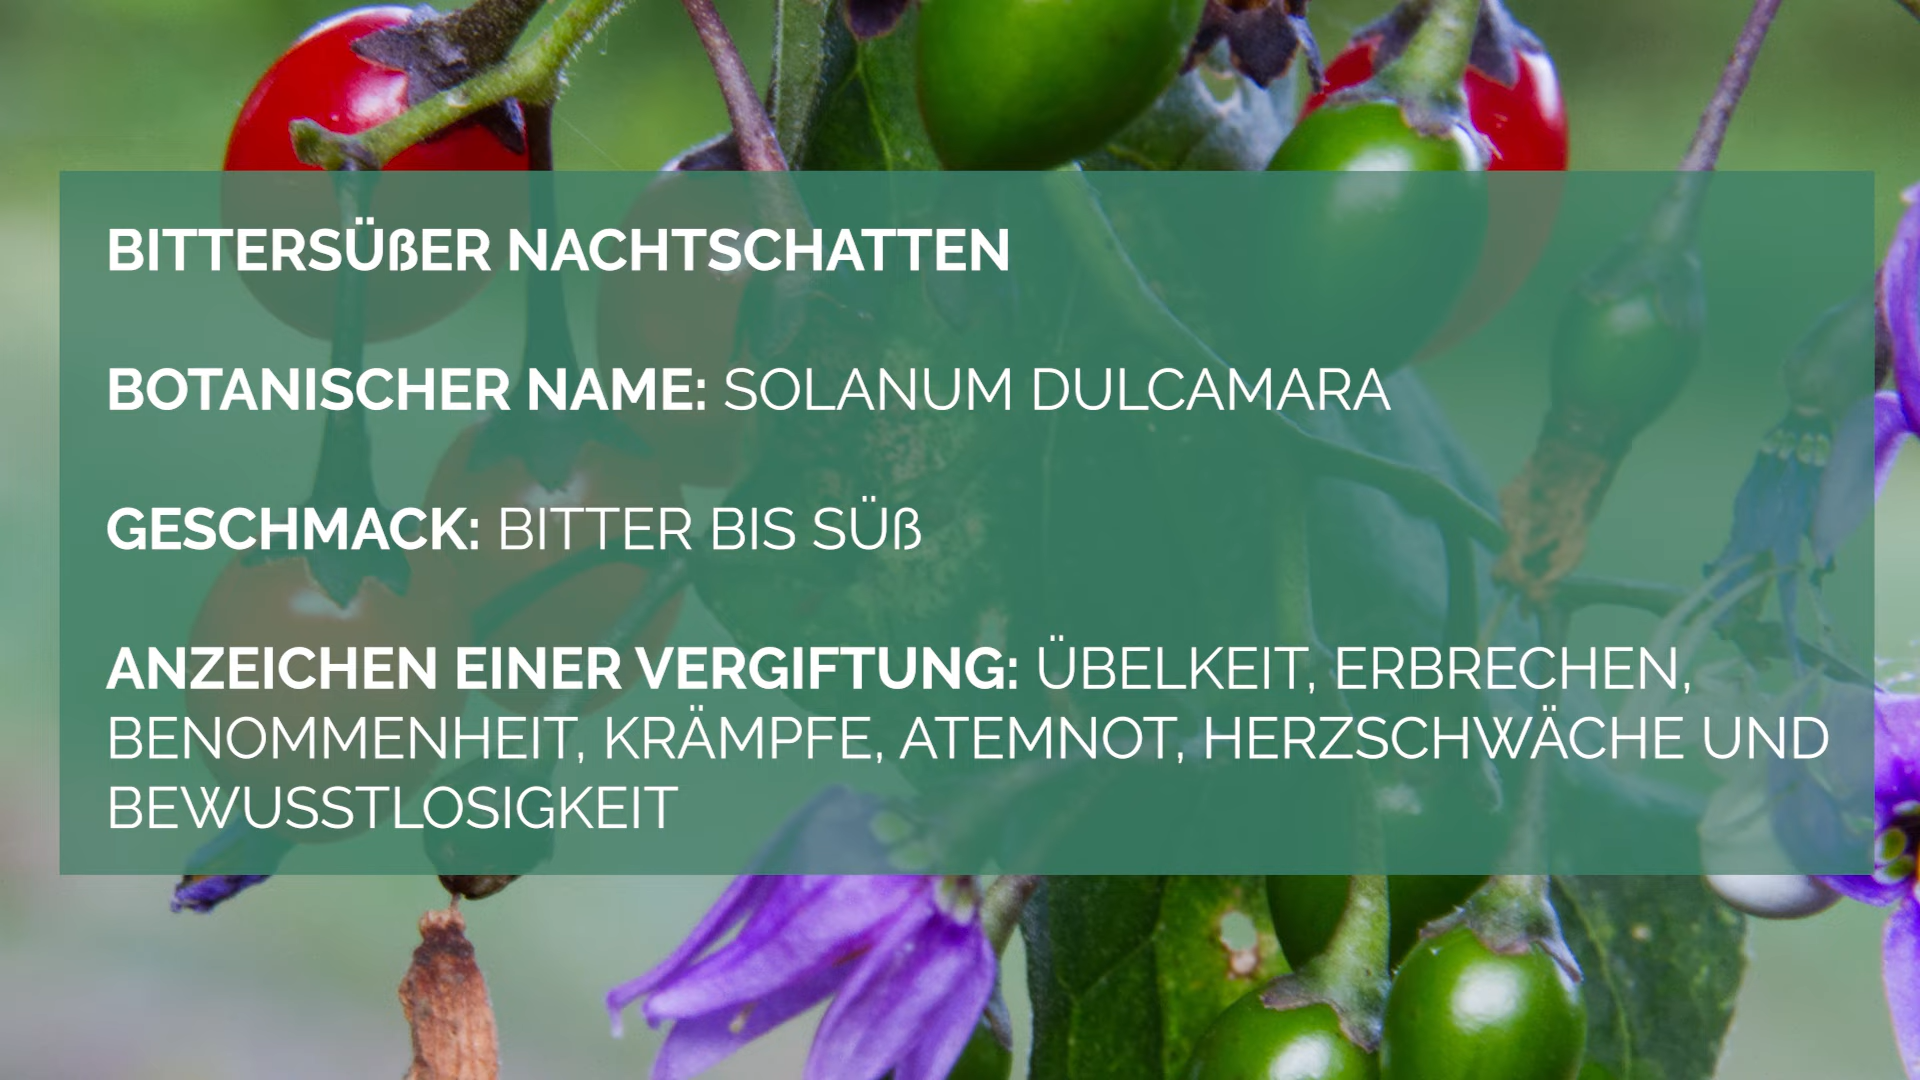 BITTERSÜßER NACHTSCHATTEN
BOTANISCHER NAME: SOLANUM DULCAMARA
GESCHMACK: BITTER BIS SÜß
ANZEICHEN EINER VERGIFTUNG: ÜBELKEIT, ERBRECHEN,
BENOMMENHEIT, KRÄMPFE, ATEMNOT, HERZSCHWÄCHE UND
BEWUSSTLOSIGKEIT